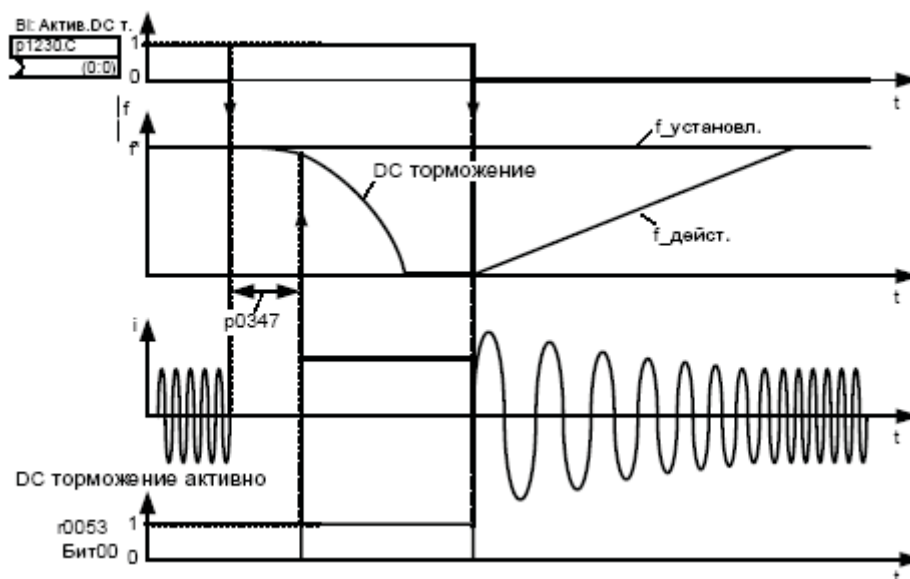 BI: Актив.DC т.
p1230.C
(0:0)
1
0
t
|f|
f*
f_установл.
DC торможение
f_дейст.
t
p0347
i
t
DC торможение активно
r0053
Бит00
1
0
t